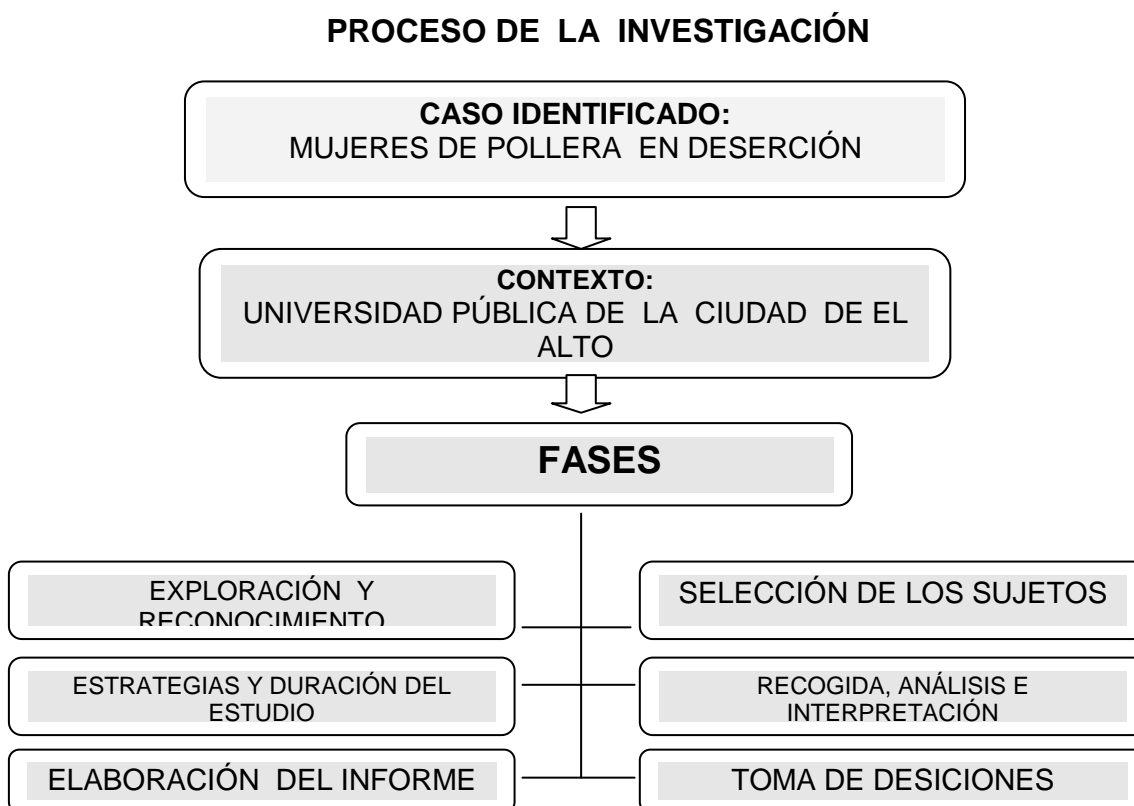 PROCESO DE LA INVESTIGACIÓN
CASO IDENTIFICADO:
MUJERES DE POLLERA EN DESERCIÓN
CONTEXTO:
UNIVERSIDAD PÚBLICA DE LA CIUDAD DE EL
ALTO
FASES
EXPLORACIÓN Y
RECONOCIMIENTO
SELECCIÓN DE LOS SUJETOS
ESTRATEGIAS Y DURACIÓN DEL
ESTUDIO
RECOGIDA, ANÁLISIS E
INTERPRETACIÓN
ELABORACIÓN DEL INFORME
TOMA DE DESICIONES